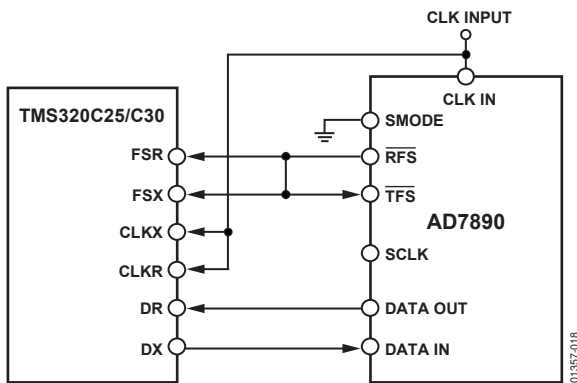 CLK INPUT
TMS320C25/C30
FSR
FSX
CLKX
CLKR
DR
DX
CLK IN
SMODE
RFS
TFS
AD7890
SCLK
DATA OUT
DATA IN
01357-018